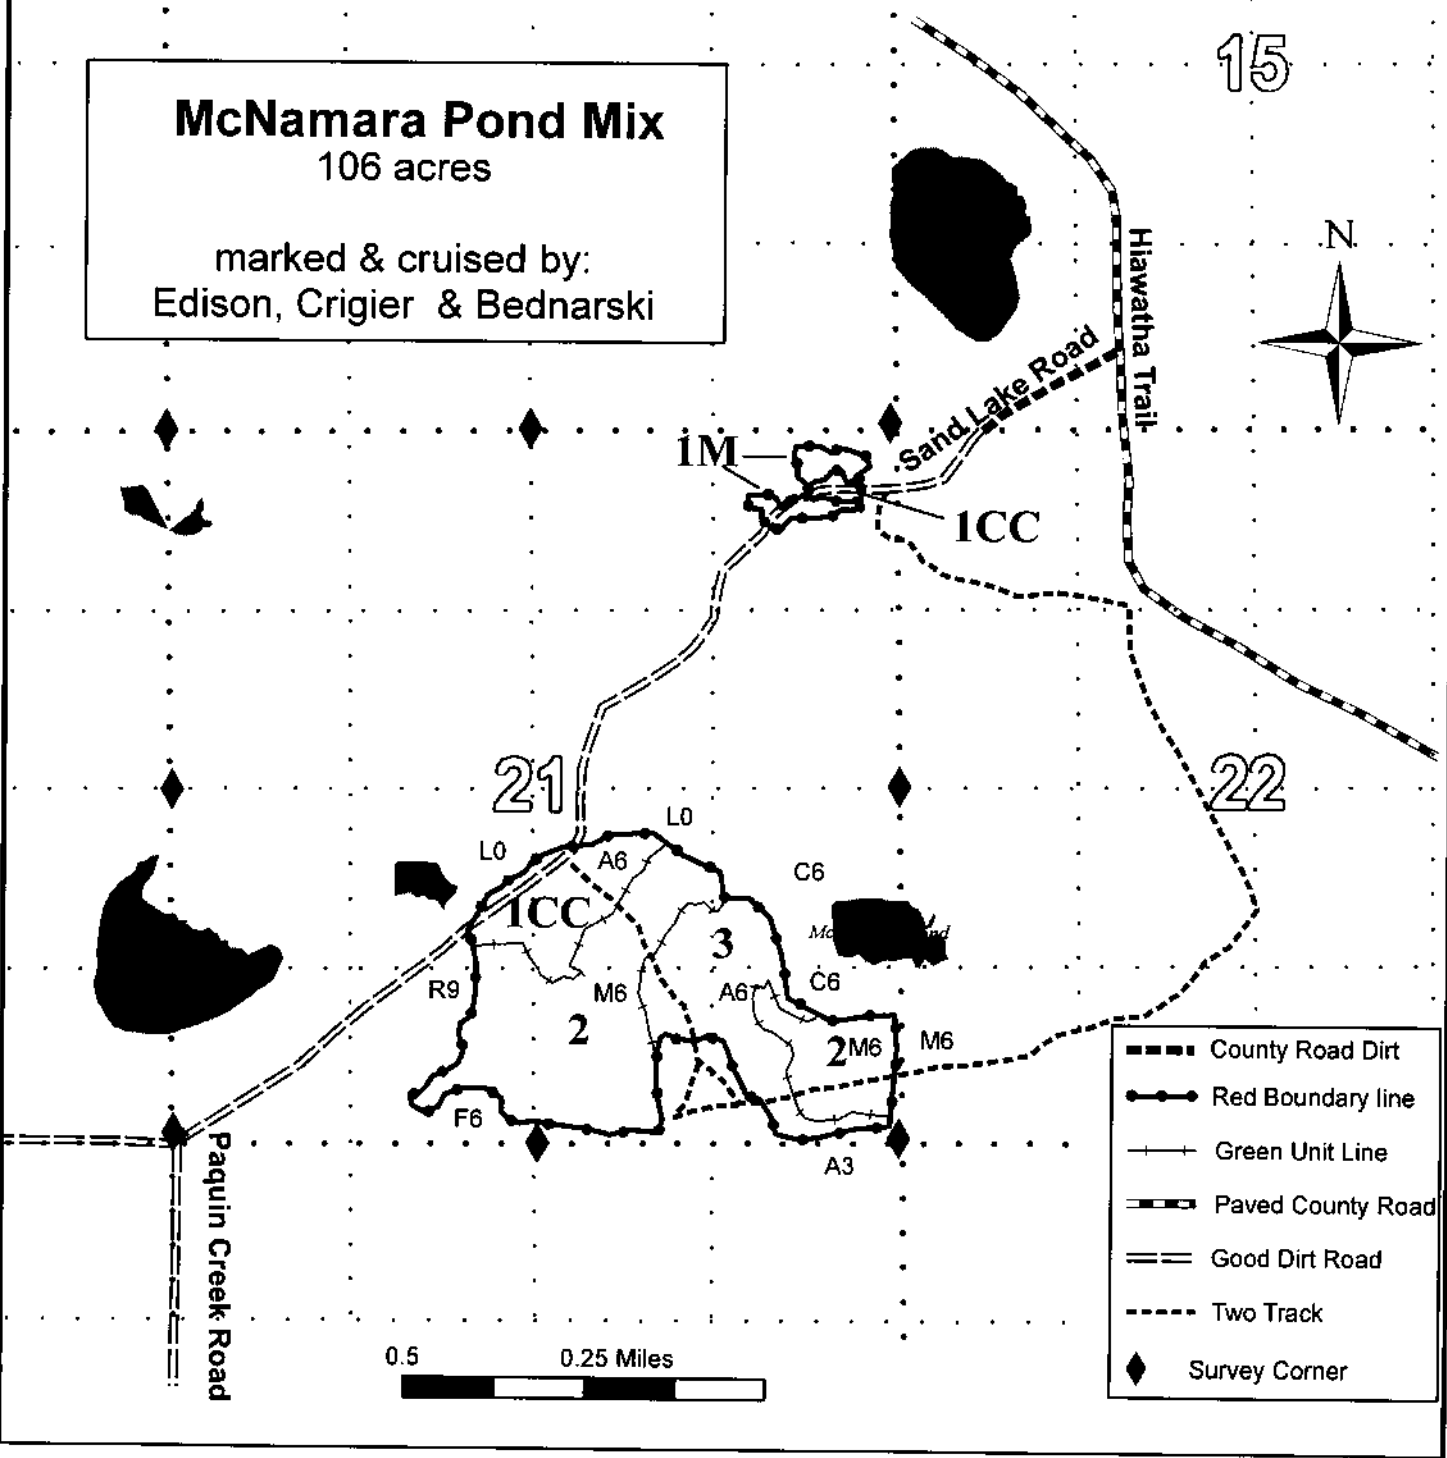 McNamara Pond Mix
106 acres
marked & cruised by:
Edison, Crigier & Bednarski
15
N
Hiawatha Trail
Sand Lake Road
1M
1CC
21
22
L0
L0
A6
C6
1CC
3
R9
M6
A6
C6
2
2
M6
M6
F6
A3
Paquin Creek Road
County Road Dirt
Red Boundary line
Green Unit Line
Paved County Road
Good Dirt Road
Two Track
Survey Corner
0.5
0.25 Miles